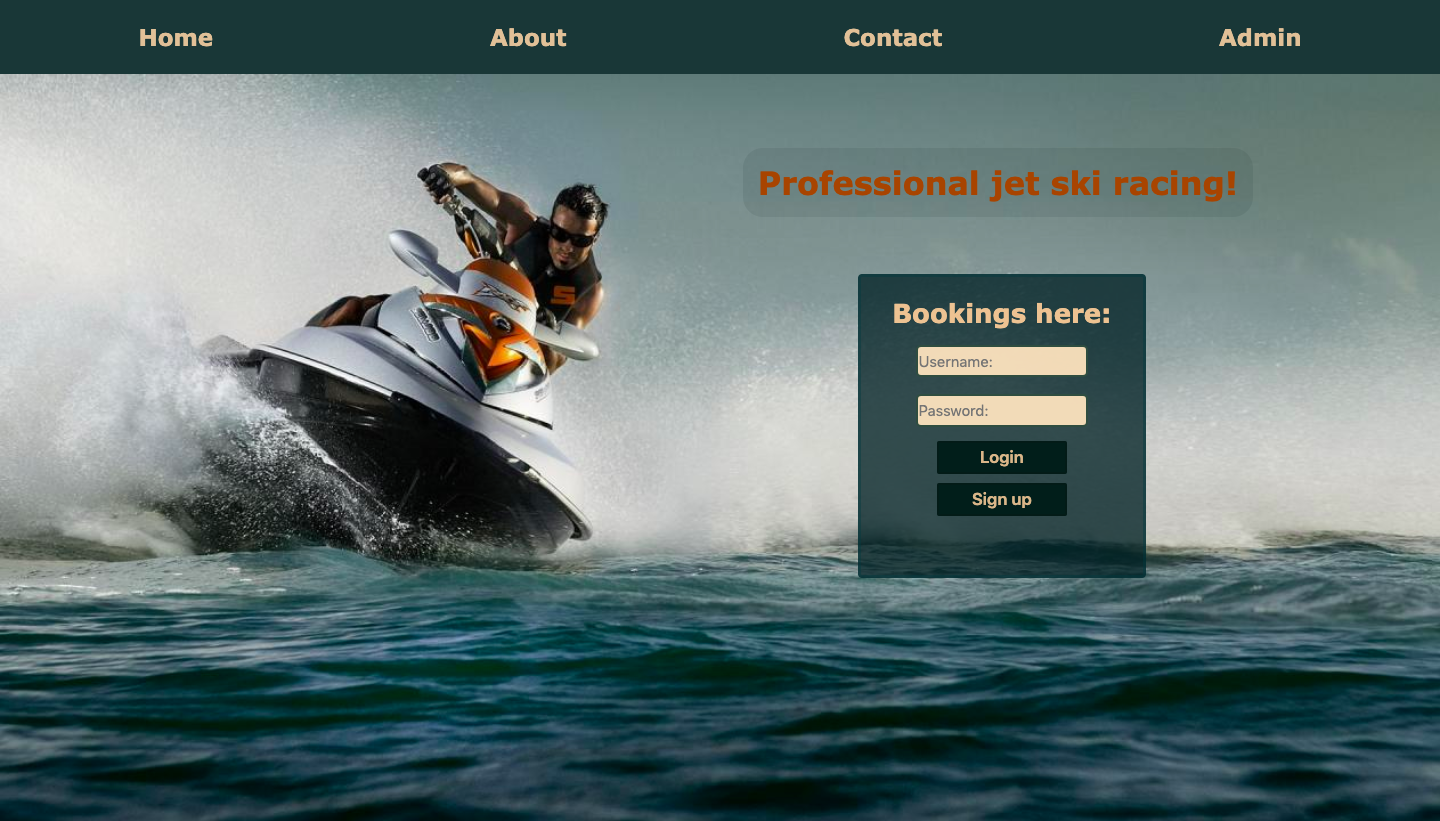 Home About Contact Admin
Professional jet ski racing!
Bookings here:
Username:
Password:
Login
Sign up
S